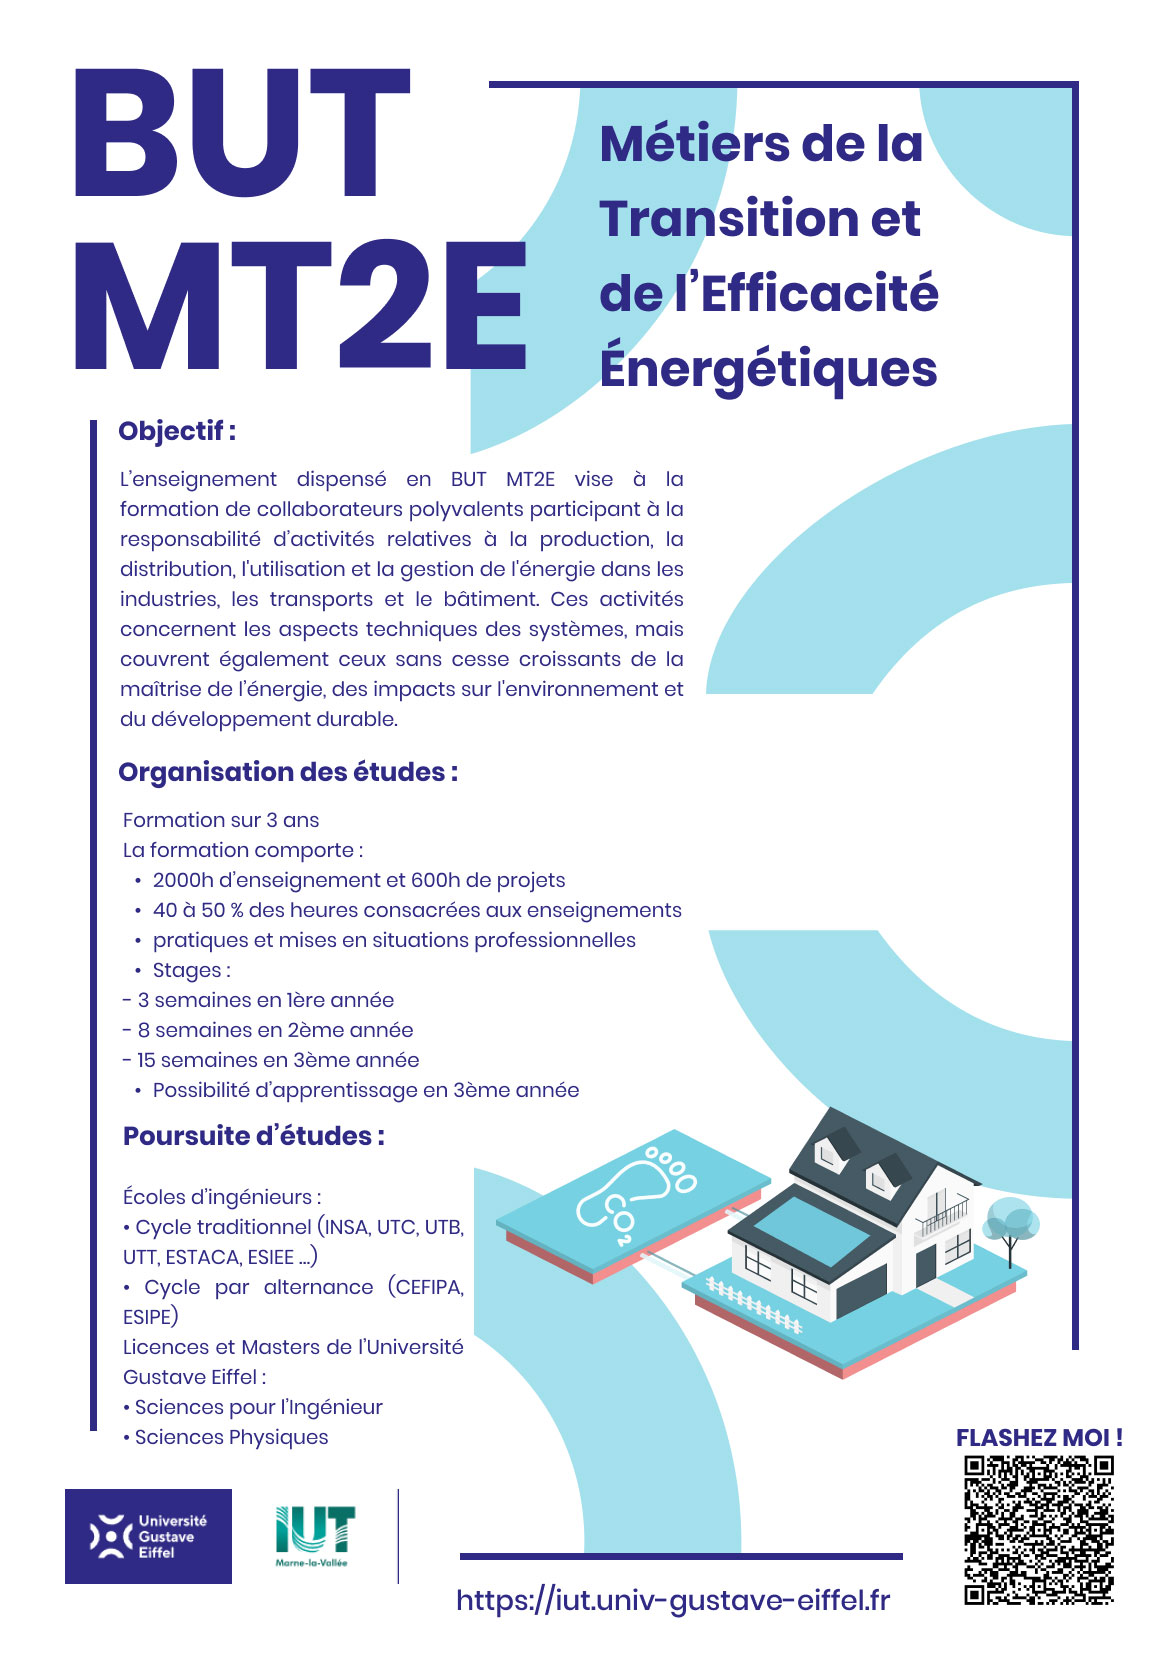 BUT
MT2E
Métiers de la
Transition et
de l’Efficacité
Énergétiques
Objectif :
L’enseignement dispensé en BUT MT2E vise à la
formation de collaborateurs polyvalents participant à la
responsabilité d’activités relatives à la production, la
distribution, l'utilisation et la gestion de l'énergie dans les
industries, les transports et le bâtiment. Ces activités
concernent les aspects techniques des systèmes, mais
couvrent également ceux sans cesse croissants de la
maîtrise de l’énergie, des impacts sur l'environnement et
du développement durable.
Organisation des études :
Formation sur 3 ans
La formation comporte :
• 2000h d’enseignement et 600h de projets
• 40 à 50 % des heures consacrées aux enseignements
• pratiques et mises en situations professionnelles
• Stages :
- 3 semaines en 1ère année
- 8 semaines en 2ème année
- 15 semaines en 3ème année
• Possibilité d’apprentissage en 3ème année
Poursuite d’études :
Écoles d’ingénieurs :
• Cycle traditionnel (INSA, UTC, UTB,
UTT, ESTACA, ESIEE ...)
• Cycle par alternance (CEFIPA,
ESIPE)
Licences et Masters de l’Université
Gustave Eiffel :
• Sciences pour l’Ingénieur
• Sciences Physiques
CO2
FLASHEZ MOI !
Université
Gustave
Eiffel
IUT
Marne-la-Vallée
https://iut.univ-gustave-eiffel.fr